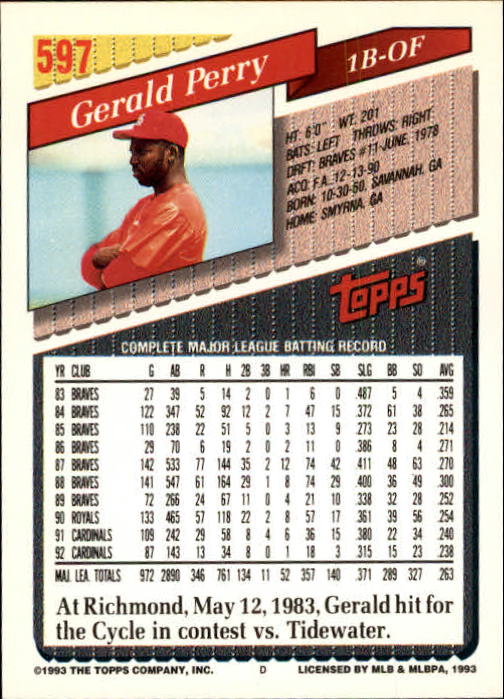 597
Gerald Perry
1B-OF
HT: 6'0" WT: 201
BATS: LEFT THROWS: RIGHT
DRFT: BRAVES #11-JUNE, 1978
ACQ: F.A., 12-13-90
BORN: 10-30-60, SAVANNAH, GA
HOME: SMYRNA, GA
Topps®
COMPLETE MAJOR LEAGUE BATTING RECORD
YR CLUB G AB R H 2B 3B HR RBI SB SLG BB SO AVG
83 BRAVES 27 39 5 14 2 0 1 6 0 .487 5 4 .359
84 BRAVES 122 347 52 92 12 2 7 47 15 .372 61 38 .265
85 BRAVES 110 238 22 51 5 0 3 13 9 .273 23 28 .214
86 BRAVES 29 70 6 19 2 0 2 11 0 .386 8 4 .271
87 BRAVES 142 533 77 144 35 2 12 74 42 .411 48 63 .270
88 BRAVES 141 547 61 164 29 1 8 74 29 .400 36 49 .300
89 BRAVES 72 266 24 67 11 0 4 21 10 .338 32 28 .252
90 ROYALS 133 465 57 118 22 2 8 57 17 .361 39 56 .254
91 CARDINALS 109 242 29 58 8 4 6 36 15 .380 22 34 .240
92 CARDINALS 87 143 13 34 8 0 1 18 3 .315 15 23 .238
MAJ. LEA. TOTALS 972 2890 346 761 134 11 52 357 140 .371 289 327 .263
At Richmond, May 12, 1983, Gerald hit for
the Cycle in contest vs. Tidewater.
©1993 THE TOPPS COMPANY, INC. D LICENSED BY MLB & MLBPA, 1993